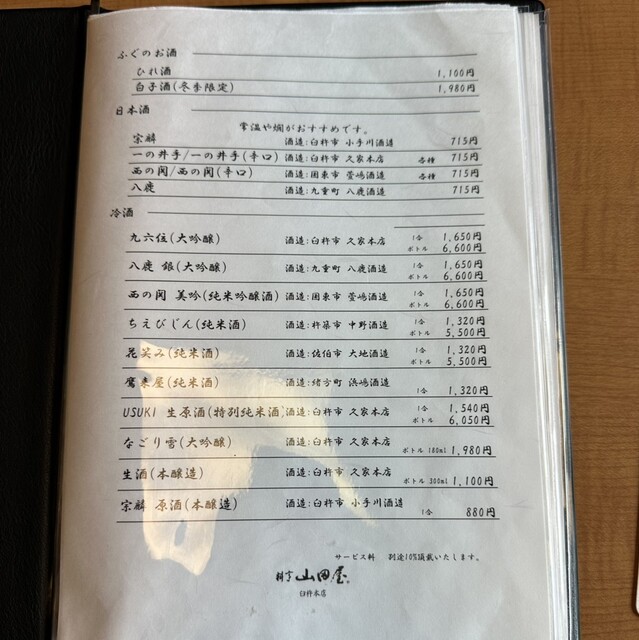 ふぐのお酒
ひれ酒 1,100円
白子酒(冬季限定) 1,980円
日本酒
常温や燗がおすすめです。
宗麟 酒造:臼杵市 小手川酒造 715円
一の井手/一の井手(辛口) 酒造:臼杵市 久家本店 各種 715円
西の関/西の関(辛口) 酒造:国東市 萱嶋酒造 各種 715円
八鹿 酒造:九重町 八鹿酒造 715円
冷酒
九六位(大吟醸) 酒造:臼杵市 久家本店 1合 1,650円
ボトル 6,600円
八鹿 銀(大吟醸) 酒造:九重町 八鹿酒造 1合 1,650円
ボトル 6,600円
西の関 美吟(純米吟醸酒) 酒造:国東市 萱嶋酒造 1合 1,650円
ボトル 6,600円
ちえびじん(純米酒) 酒造:杵築市 中野酒造 1合 1,320円
ボトル 5,500円
花笑み(純米酒) 酒造:佐伯市 大地酒造 1合 1,320円
ボトル 5,500円
鷹来屋(純米酒) 酒造:緒方町 浜嶋酒造 1合 1,320円
USUKI 生原酒(特別純米酒) 酒造:臼杵市 久家本店 1合 1,540円
ボトル 6,050円
なごり雪(大吟醸) 酒造:臼杵市 久家本店 ボトル 180ml 1,980円
生酒(本醸造) 酒造:臼杵市 久家本店 ボトル 300ml 1,100円
宗麟 原酒(本醸造) 酒造:臼杵市 小手川酒造 1合 880円
サービス料 別途10%頂戴いたします。
料亭 山田屋
臼杵本店